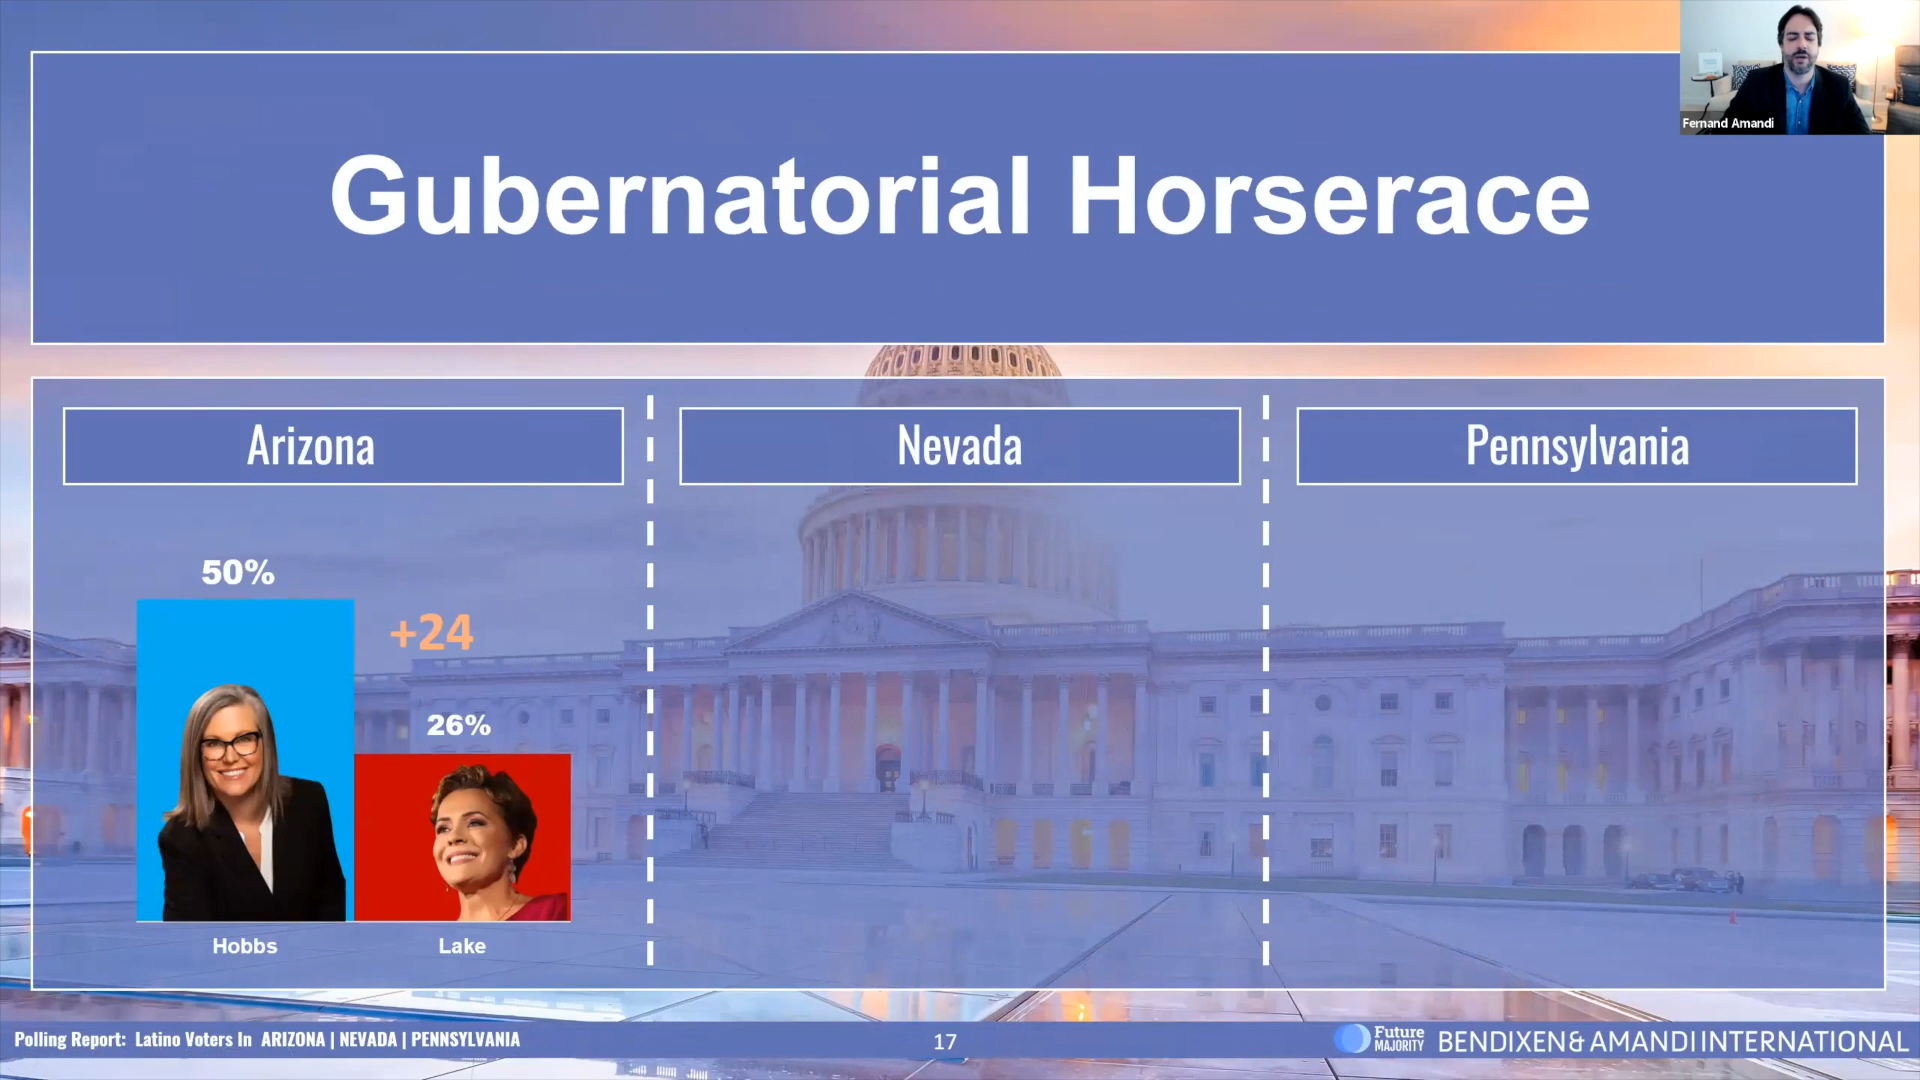 Fernand Amandi
Gubernatorial Horserace
Arizona
Nevada
Pennsylvania
50%
+24
26%
Hobbs
Lake
Polling Report: Latino Voters In ARIZONA | NEVADA | PENNSYLVANIA
17
Future
MAJORITY
BENDIXEN & AMANDI INTERNATIONAL